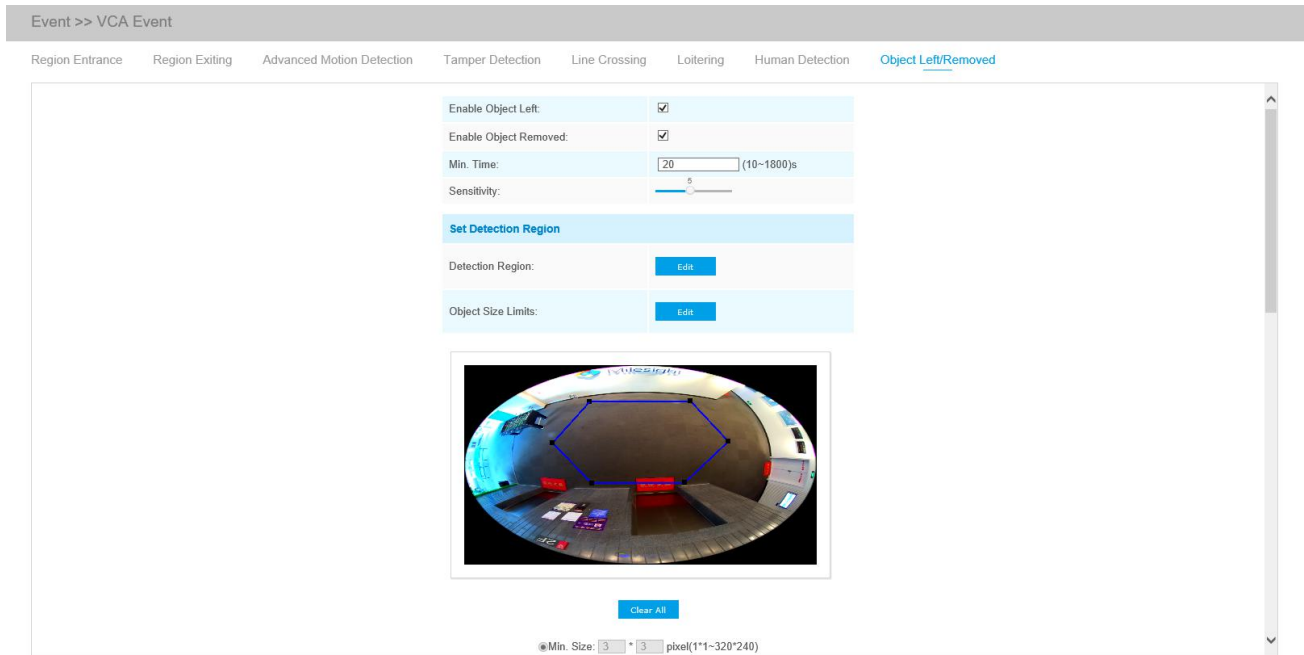 Event >> VCA Event
Region Entrance Region Exiting Advanced Motion Detection Tamper Detection Line Crossing Loitering Human Detection Object Left/Removed
Enable Object Left:
Enable Object Removed:
Min. Time: 20 (10~1800)s
5
Sensitivity:
Set Detection Region
Detection Region: Edit
Object Size Limits: Edit
Milesight
Clear All
Min. Size: 3 * 3 pixel(1*1~320*240)